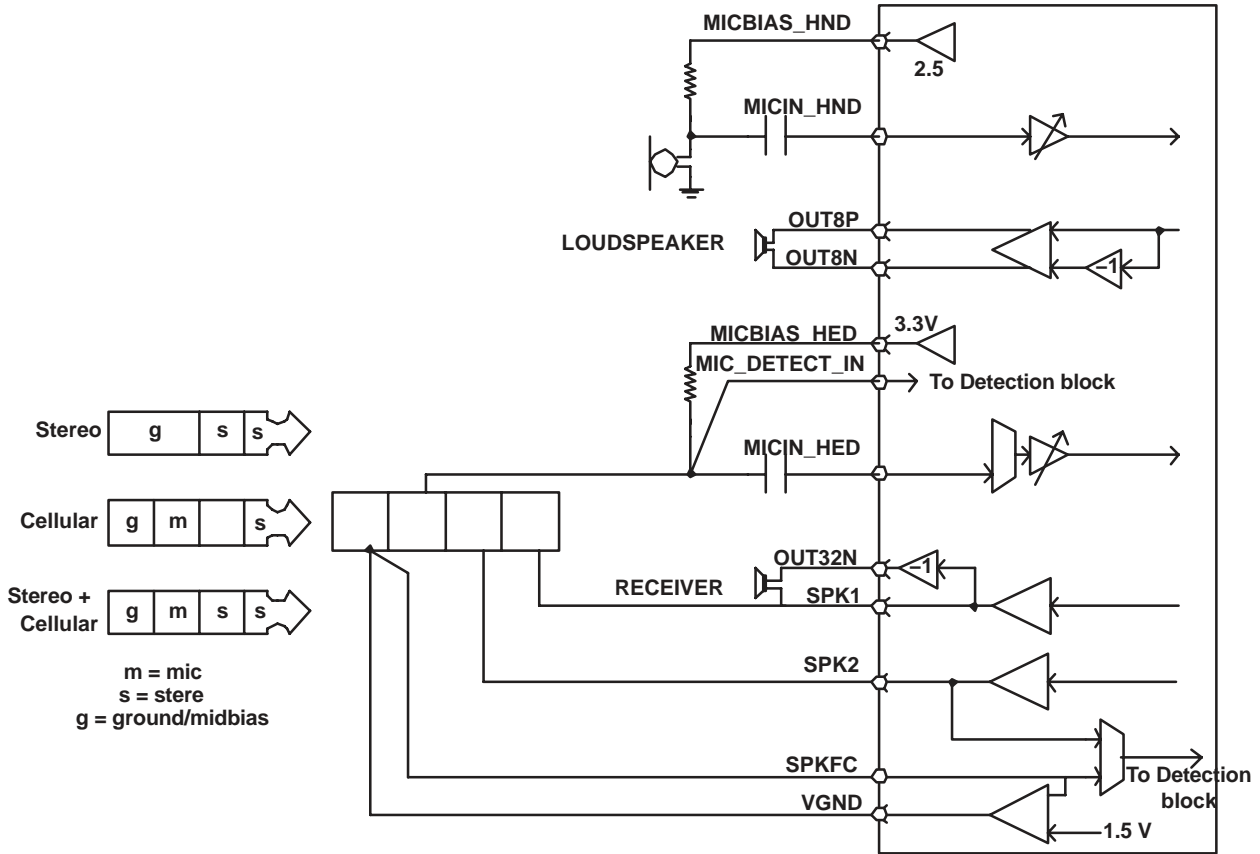 MICBIAS_HND
2.5
MICIN_HND
OUT8P
LOUDSPEAKER
OUT8N
–1
3.3V
MICBIAS_HED
MIC_DETECT_IN
To Detection block
Stereo
g
s
s
MICIN_HED
Cellular
g
m
s
OUT32N
–1
RECEIVER
SPK1
Stereo +
Cellular
g
m
s
s
SPK2
m = mic
s = stere
g = ground/midbias
SPKFC
To Detection
block
VGND
1.5 V